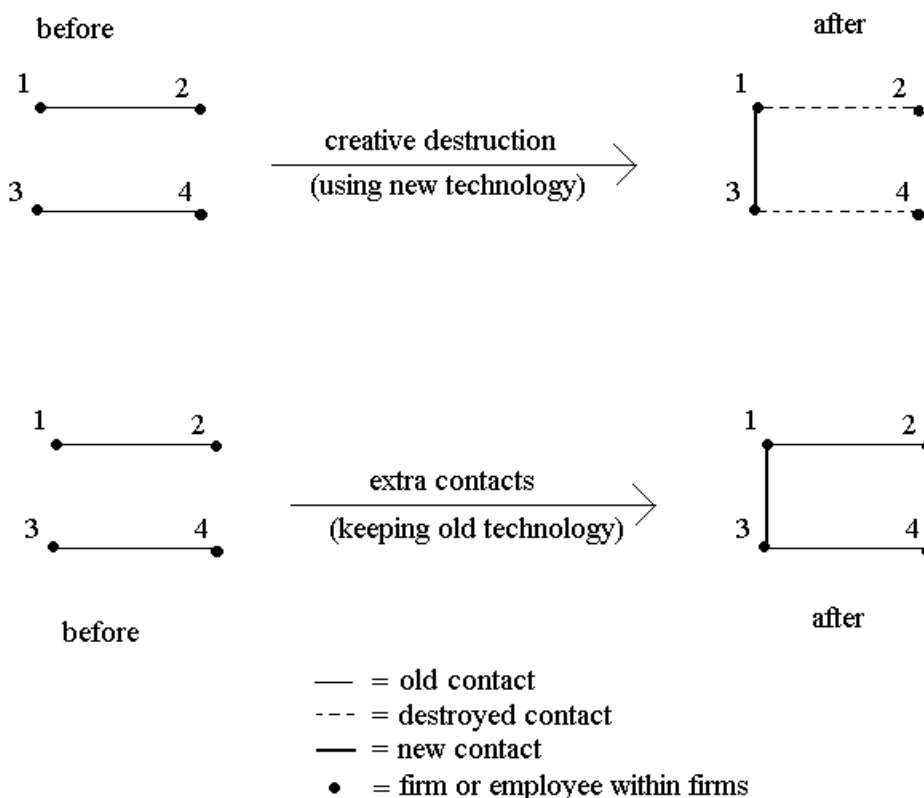 before
after
1 2
1 2
creative destruction
(using new technology)
3 4
3 4
1 2
1 2
extra contacts
(keeping old technology)
3 4
3 4
before
after
= old contact
= destroyed contact
= new contact
= firm or employee within firms